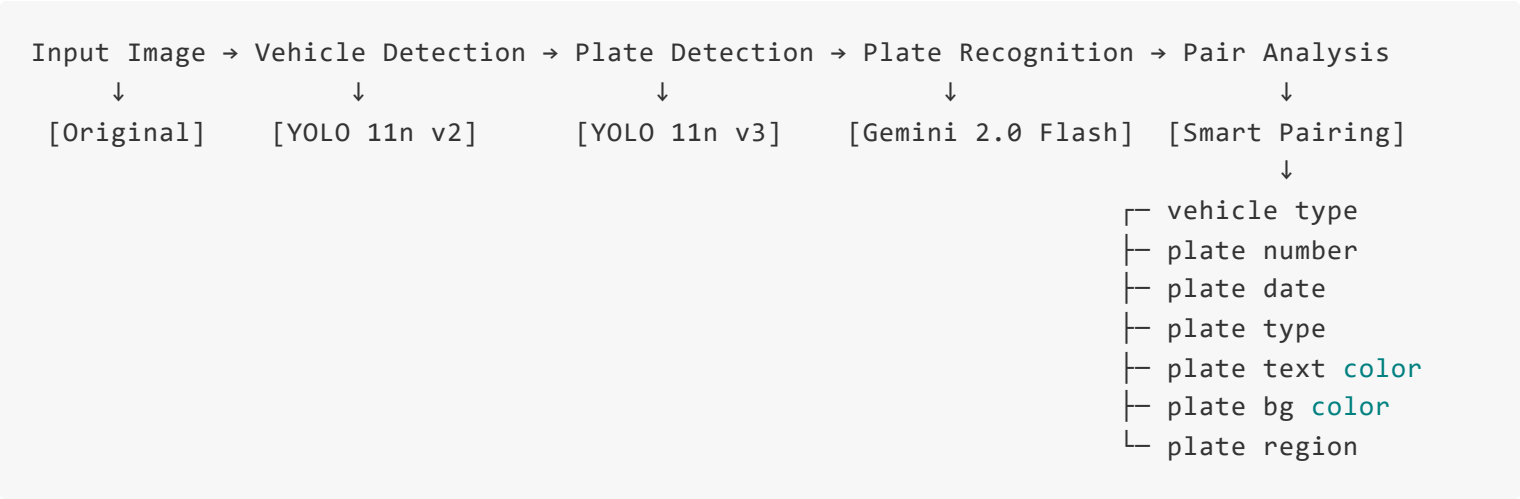 Input Image → Vehicle Detection → Plate Detection → Plate Recognition → Pair Analysis
↓ ↓ ↓ ↓ ↓
[Original] [YOLO 11n v2] [YOLO 11n v3] [Gemini 2.0 Flash] [Smart Pairing]
↓
┌─ vehicle type
├─ plate number
├─ plate date
├─ plate type
├─ plate text color
├─ plate bg color
└─ plate region